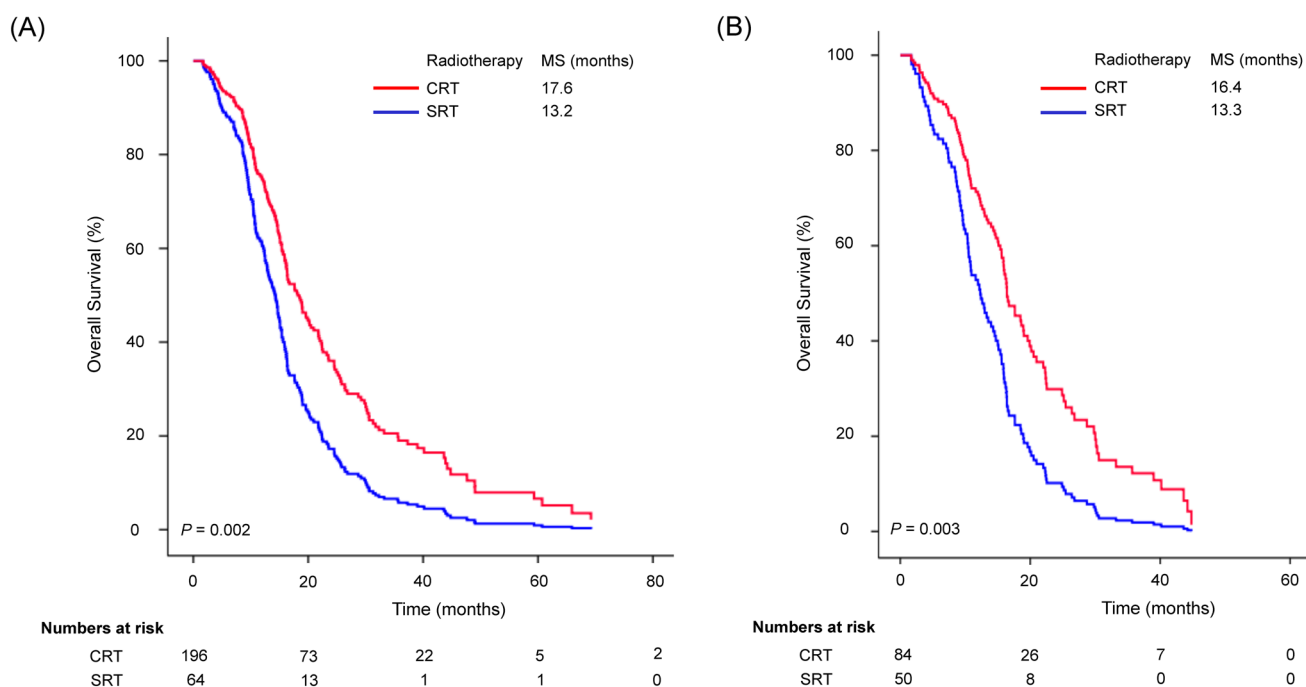 (A)
Radiotherapy MS (months)
CRT 17.6
SRT 13.2
100
80
60
40
20
0
Overall Survival (%)
P = 0.002
0 20 40 60 80
Time (months)
Numbers at risk
CRT 196 73 22 5 2
SRT 64 13 1 1 0
(B)
Radiotherapy MS (months)
CRT 16.4
SRT 13.3
100
80
60
40
20
0
Overall Survival (%)
P = 0.003
0 20 40 60
Time (months)
Numbers at risk
CRT 84 26 7 0
SRT 50 8 0 0